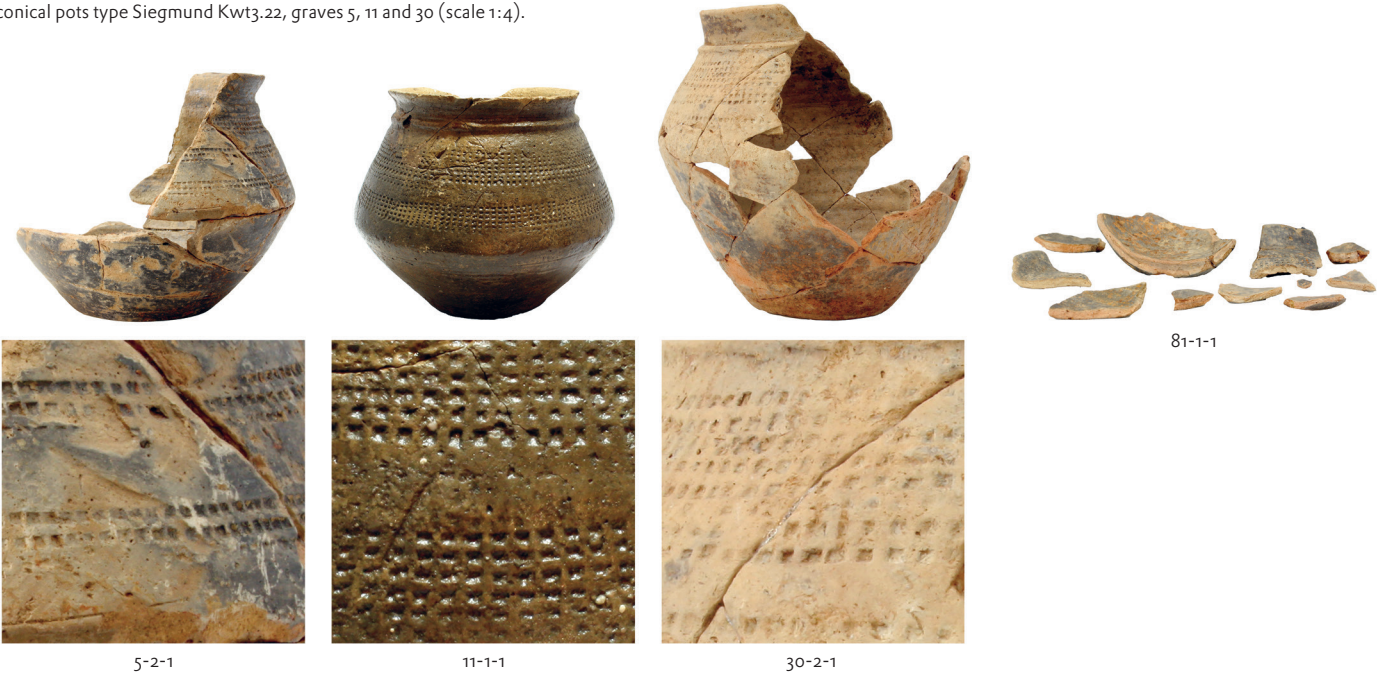 conical pots type Siegmund Kwt3.22, graves 5, 11 and 30 (scale 1:4).
81-1-1
5-2-1
11-1-1
30-2-1